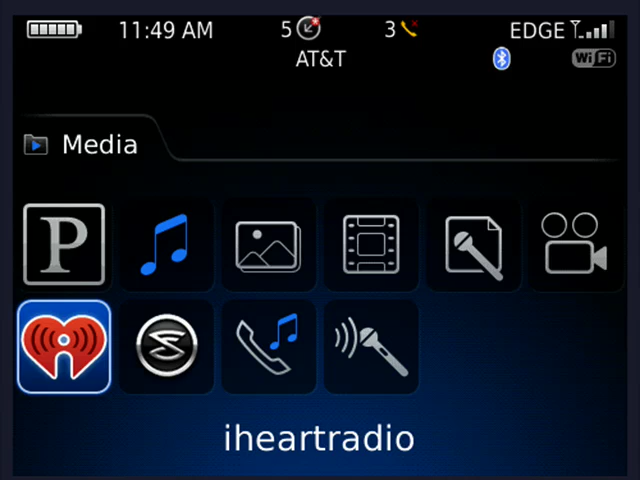 11:49 AM 5 3 EDGE
AT&T WiFi
Media
P
iheartradio